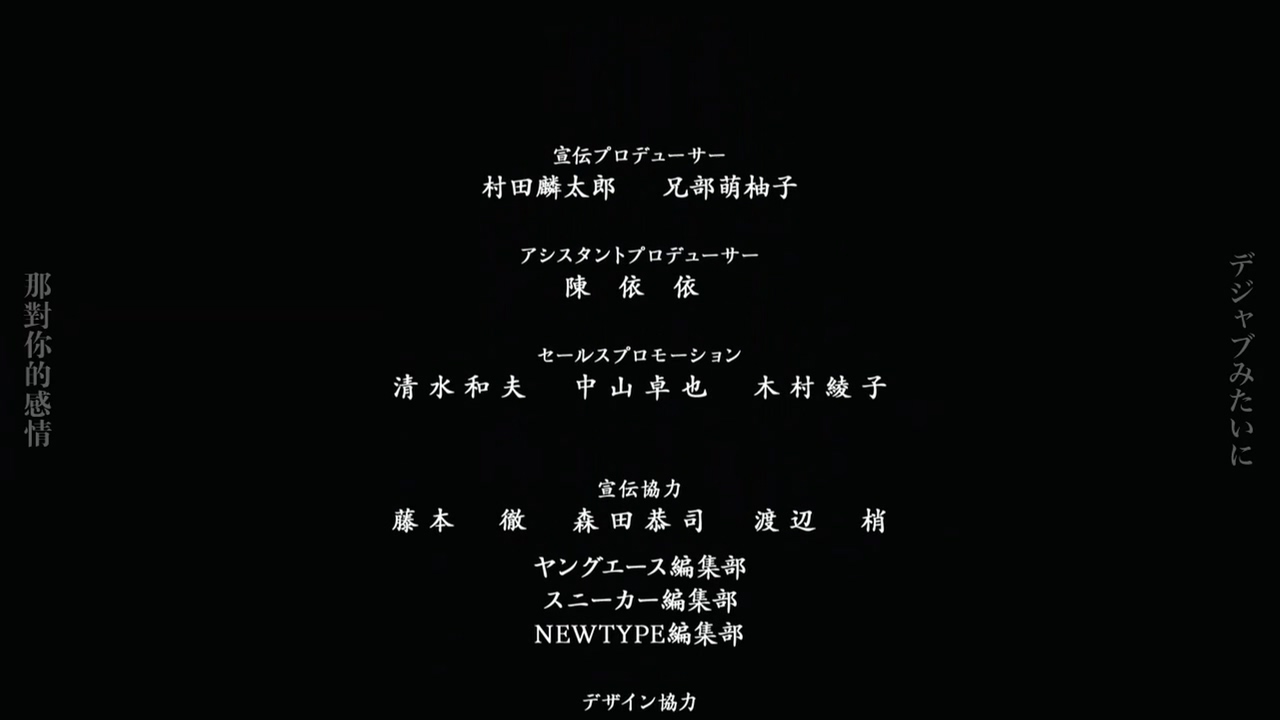 宣伝プロデューサー
村田麟太郎 兄部萌柚子
アシスタントプロデューサー
陳 依 依
セールスプロモーション
清水和夫 中山卓也 木村綾子
宣伝協力
藤本 徹 森田恭司 渡辺 梢
ヤングエース編集部
スニーカー編集部
NEWTYPE編集部
デザイン協力
デジャブみたいに
那對你的感情